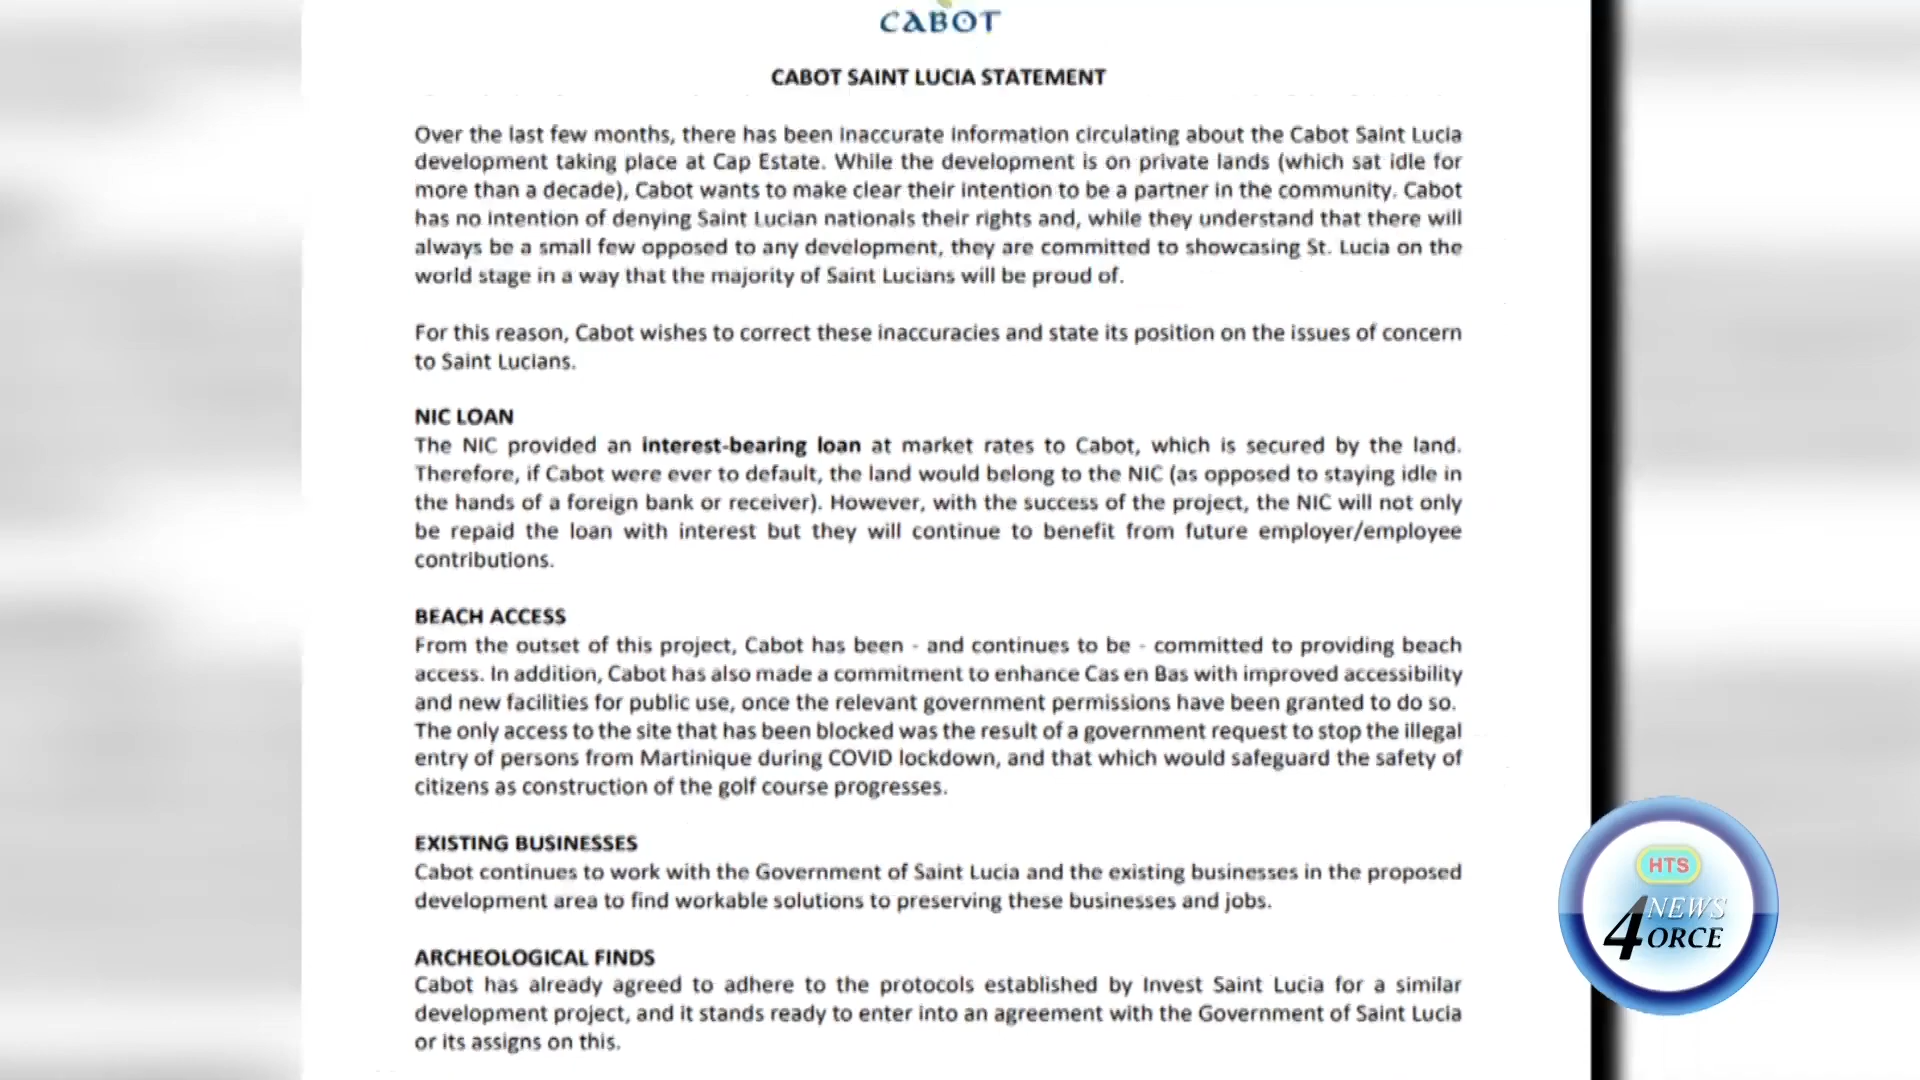 CABOT
CABOT SAINT LUCIA STATEMENT
Over the last few months, there has been inaccurate information circulating about the Cabot Saint Lucia
development taking place at Cap Estate. While the development is on private lands (which sat idle for
more than a decade), Cabot wants to make clear their intention to be a partner in the community. Cabot
has no intention of denying Saint Lucian nationals their rights and, while they understand that there will
always be a small few opposed to any development, they are committed to showcasing St. Lucia on the
world stage in a way that the majority of Saint Lucians will be proud of.
For this reason, Cabot wishes to correct these inaccuracies and state its position on the issues of concern
to Saint Lucians.
NIC LOAN
The NIC provided an interest-bearing loan at market rates to Cabot, which is secured by the land.
Therefore, if Cabot were ever to default, the land would belong to the NIC (as opposed to staying idle in
the hands of a foreign bank or receiver). However, with the success of the project, the NIC will not only
be repaid the loan with interest but they will continue to benefit from future employer/employee
contributions.
BEACH ACCESS
From the outset of this project, Cabot has been - and continues to be - committed to providing beach
access. In addition, Cabot has also made a commitment to enhance Cas en Bas with improved accessibility
and new facilities for public use, once the relevant government permissions have been granted to do so.
The only access to the site that has been blocked was the result of a government request to stop the illegal
entry of persons from Martinique during COVID lockdown, and that which would safeguard the safety of
citizens as construction of the golf course progresses.
EXISTING BUSINESSES
Cabot continues to work with the Government of Saint Lucia and the existing businesses in the proposed
development area to find workable solutions to preserving these businesses and jobs.
ARCHEOLOGICAL FINDS
Cabot has already agreed to adhere to the protocols established by Invest Saint Lucia for a similar
development project, and it stands ready to enter into an agreement with the Government of Saint Lucia
or its assigns on this.
HTS
NEWS
4ORCE